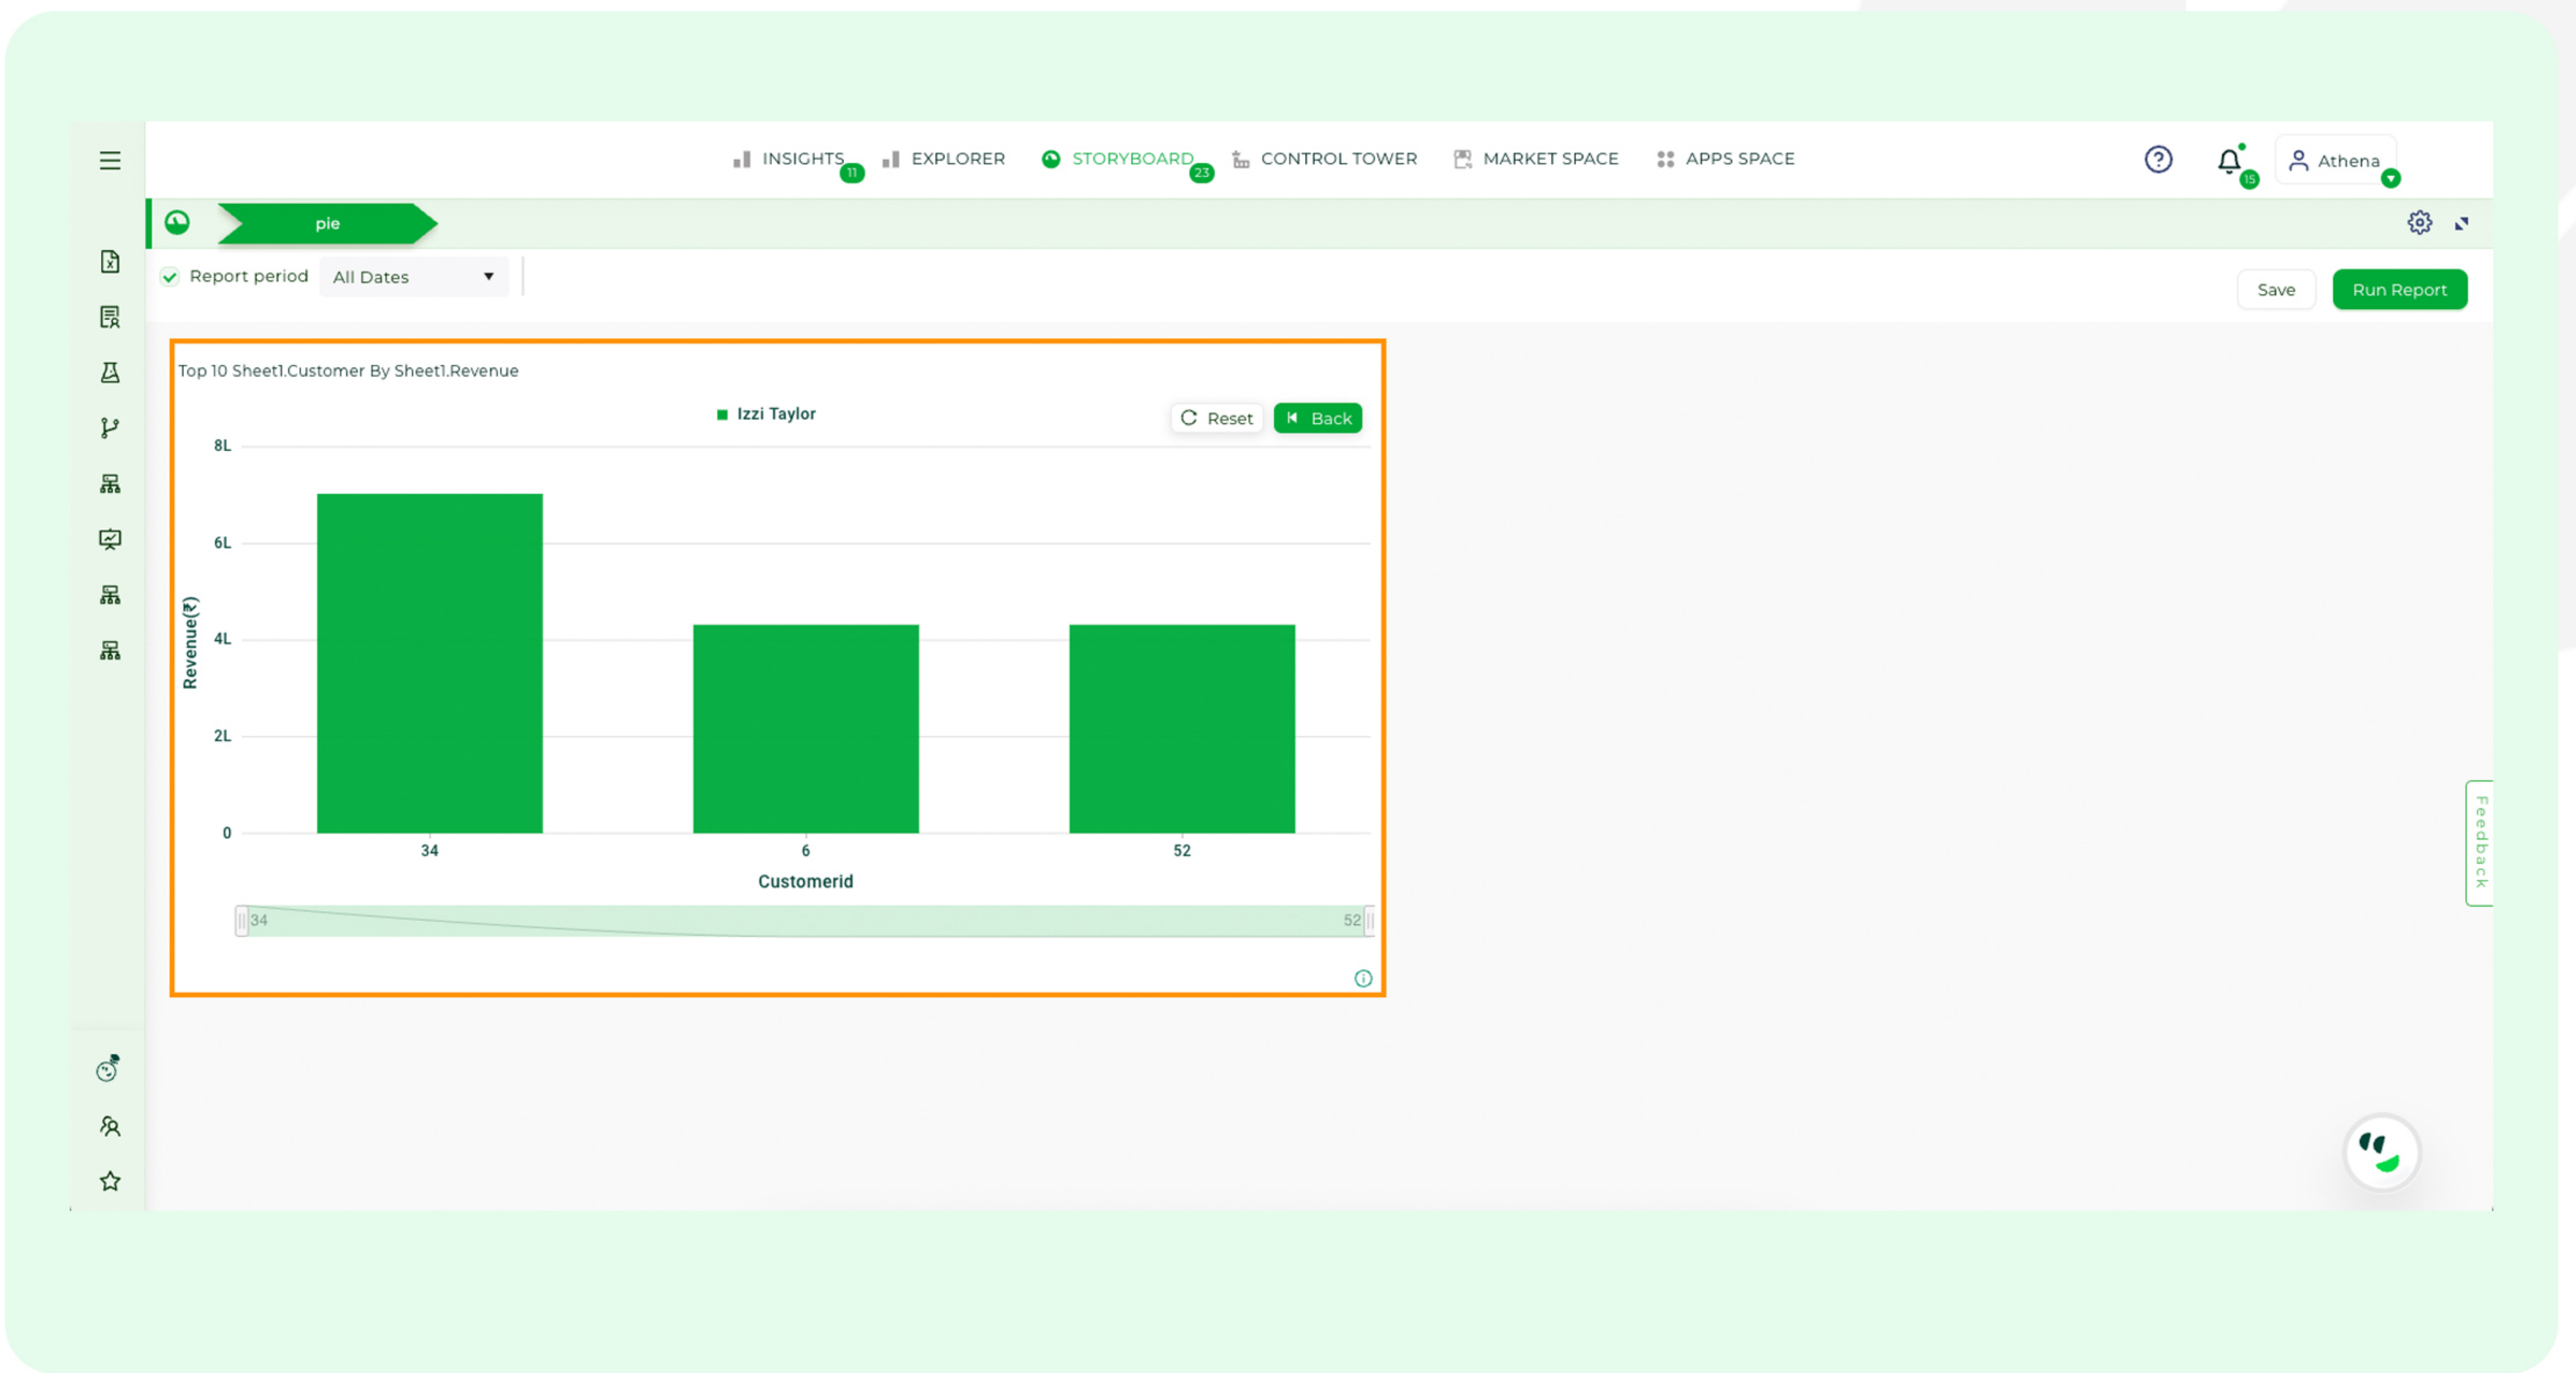 INSIGHTS 11 EXPLORER STORYBOARD 23 CONTROL TOWER MARKET SPACE APPS SPACE 15 Athena
pie
Report period All Dates
Save Run Report
Top 10 Sheet1.Customer By Sheet1.Revenue
Izzi Taylor
Reset Back
8L
6L
4L
2L
0
Revenue(₹)
34 6 52
Customerid
34 52
Feedback